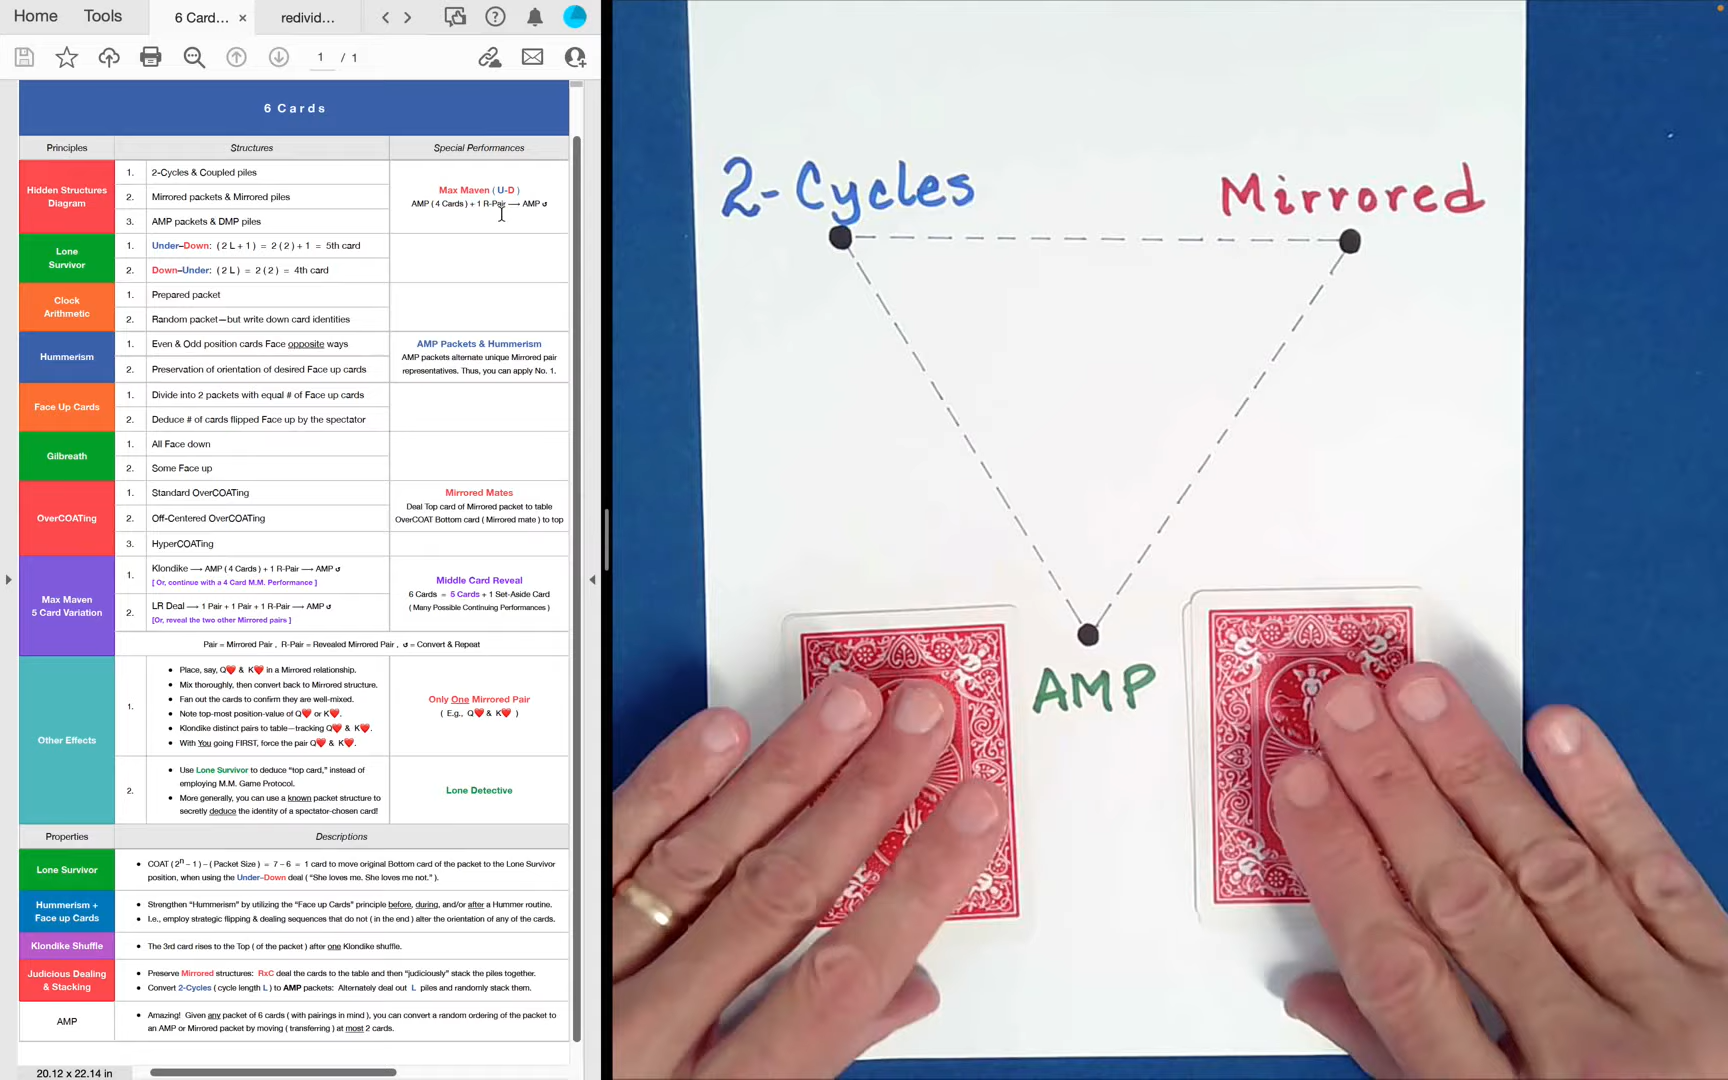 Home Tools 6 Card... × redivid...
1 / 1
6 Cards
Principles Structures Special Performances
Hidden Structures
Diagram
1. 2-Cycles & Coupled piles
2. Mirrored packets & Mirrored piles
3. AMP packets & DMP piles
Max Maven ( U-D )
AMP ( 4 Cards ) + 1 R-Pair → AMP ↺
Lone
Survivor
1. Under–Down: ( 2 L + 1 ) = 2 ( 2 ) + 1 = 5th card
2. Down–Under: ( 2 L ) = 2 ( 2 ) = 4th card
Clock
Arithmetic
1. Prepared packet
2. Random packet—but write down card identities
Hummerism
1. Even & Odd position cards Face opposite ways
2. Preservation of orientation of desired Face up cards
AMP Packets & Hummerism
AMP packets alternate unique Mirrored pair
representatives. Thus, you can apply No. 1.
Face Up Cards
1. Divide into 2 packets with equal # of Face up cards
2. Deduce # of cards flipped Face up by the spectator
Gilbreath
1. All Face down
2. Some Face up
OverCOATing
1. Standard OverCOATing
2. Off-Centered OverCOATing
3. HyperCOATing
Mirrored Mates
Deal Top card of Mirrored packet to table
OverCOAT Bottom card ( Mirrored mate ) to top
Max Maven
5 Card Variation
1. Klondike → AMP ( 4 Cards ) + 1 R-Pair → AMP ↺
[ Or, continue with a 4 Card M.M. Performance ]
2. LR Deal → 1 Pair + 1 Pair + 1 R-Pair → AMP ↺
[Or, reveal the two other Mirrored pairs ]
Middle Card Reveal
6 Cards = 5 Cards + 1 Set-Aside Card
( Many Possible Continuing Performances )
Pair = Mirrored Pair , R-Pair = Revealed Mirrored Pair , ↺ = Convert & Repeat
Other Effects
1.
• Place, say, Q♥ & K♥ in a Mirrored relationship.
• Mix thoroughly, then convert back to Mirrored structure.
• Fan out the cards to confirm they are well-mixed.
• Note top-most position-value of Q♥ or K♥.
• Klondike distinct pairs to table—tracking Q♥ & K♥.
• With You going FIRST, force the pair Q♥ & K♥.
Only One Mirrored Pair
( E.g., Q♥ & K♥ )
2.
• Use Lone Survivor to deduce “top card,” instead of
employing M.M. Game Protocol.
• More generally, you can use a known packet structure to
secretly deduce the identity of a spectator-chosen card!
Lone Detective
Properties Descriptions
Lone Survivor
• COAT ( 2ⁿ – 1 ) – ( Packet Size ) = 7 – 6 = 1 card to move original Bottom card of the packet to the Lone Survivor
position, when using the Under–Down deal ( “She loves me. She loves me not.” ).
Hummerism +
Face up Cards
• Strengthen “Hummerism” by utilizing the “Face up Cards” principle before, during, and/or after a Hummer routine.
• I.e., employ strategic flipping & dealing sequences that do not ( in the end ) alter the orientation of any of the cards.
Klondike Shuffle
• The 3rd card rises to the Top ( of the packet ) after one Klondike shuffle.
Judicious Dealing
& Stacking
• Preserve Mirrored structures: RxC deal the cards to the table and then “judiciously” stack the piles together.
• Convert 2-Cycles ( cycle length L ) to AMP packets: Alternately deal out L piles and randomly stack them.
AMP
• Amazing! Given any packet of 6 cards ( with pairings in mind ), you can convert a random ordering of the packet to
an AMP or Mirrored packet by moving ( transferring ) at most 2 cards.
20.12 x 22.14 in
2-Cycles
Mirrored
AMP